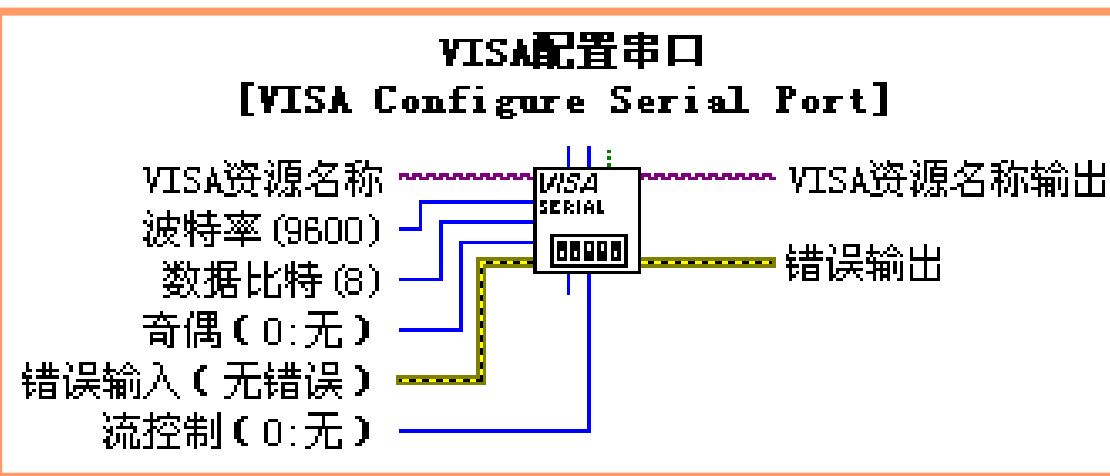 VISA配置串口
[VISA Configure Serial Port]
VISA资源名称
波特率(9600)
数据比特(8)
奇偶(0:无)
错误输入(无错误)
流控制(0:无)
VISA
SERIAL
VISA资源名称输出
错误输出